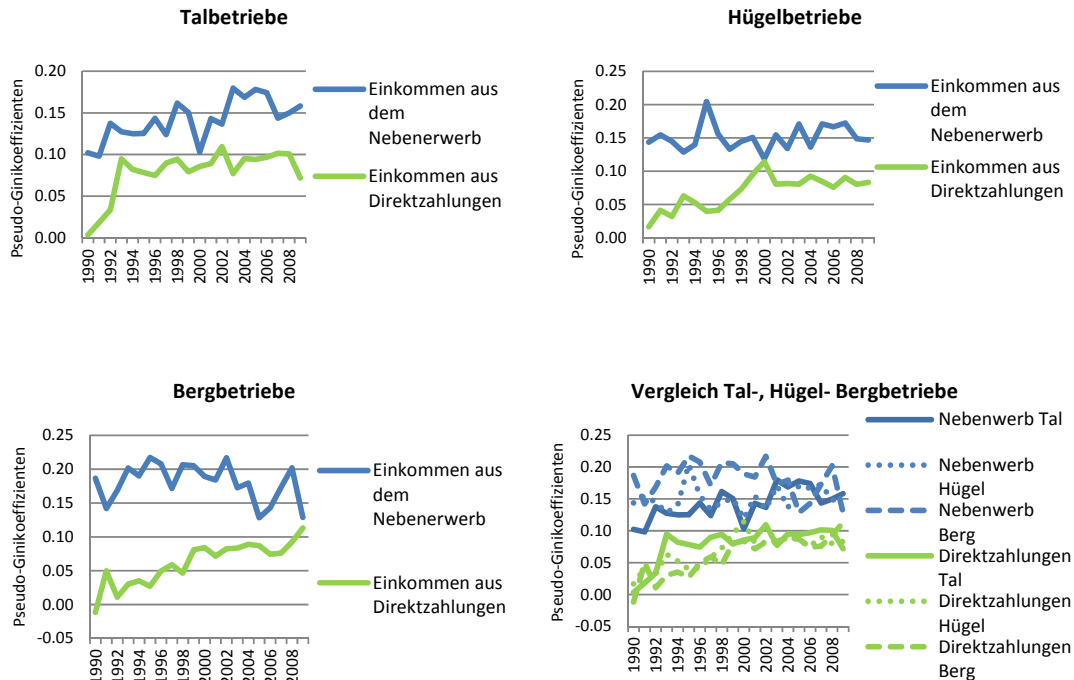 Talbetriebe
Pseudo-Ginikoeffizienten
0.20
0.15
0.10
0.05
0.00
1990
1992
1994
1996
1998
2000
2002
2004
2006
2008
Einkommen aus
dem
Nebenerwerb
Einkommen aus
Direktzahlungen
Hügelbetriebe
Pseudo-Ginikoeffizienten
0.25
0.20
0.15
0.10
0.05
0.00
1990
1992
1994
1996
1998
2000
2002
2004
2006
2008
Einkommen aus
dem
Nebenerwerb
Einkommen aus
Direktzahlungen
Bergbetriebe
Pseudo-Ginikoeffizienten
0.25
0.20
0.15
0.10
0.05
0.00
-0.05
1990
1992
1994
1996
1998
2000
2002
2004
2006
2008
Einkommen aus
dem
Nebenerwerb
Einkommen aus
Direktzahlungen
Vergleich Tal-, Hügel- Bergbetriebe
Pseudo-Ginikoeffizienten
0.25
0.20
0.15
0.10
0.05
0.00
-0.05
1990
1992
1994
1996
1998
2000
2002
2004
2006
2008
Nebenwerb Tal
Nebenwerb
Hügel
Nebenwerb
Berg
Direktzahlungen
Tal
Direktzahlungen
Hügel
Direktzahlungen
Berg